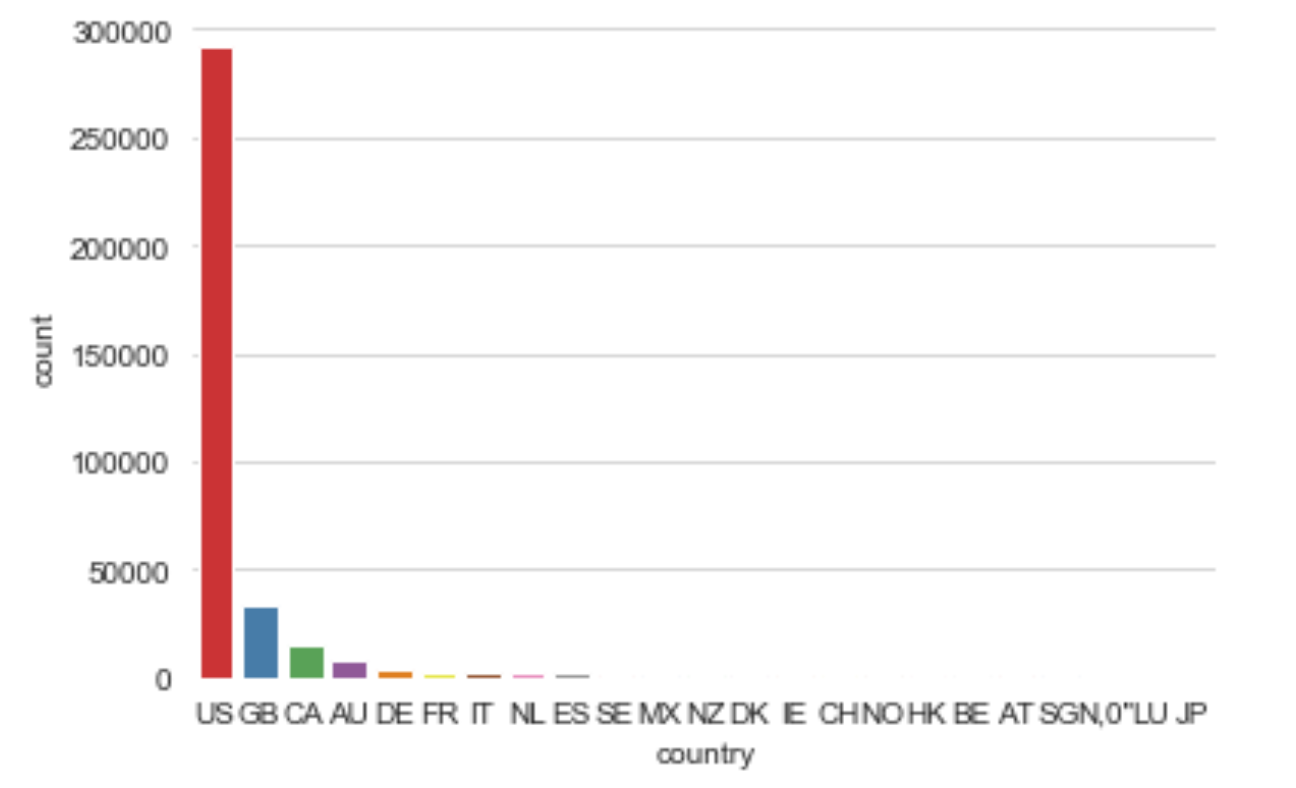 300000
250000
200000
150000
100000
50000
0
count
US GB CA AU DE FR IT NL ES SE MX NZ DK IE CH NO HK BE AT SG N,0"LU JP
country